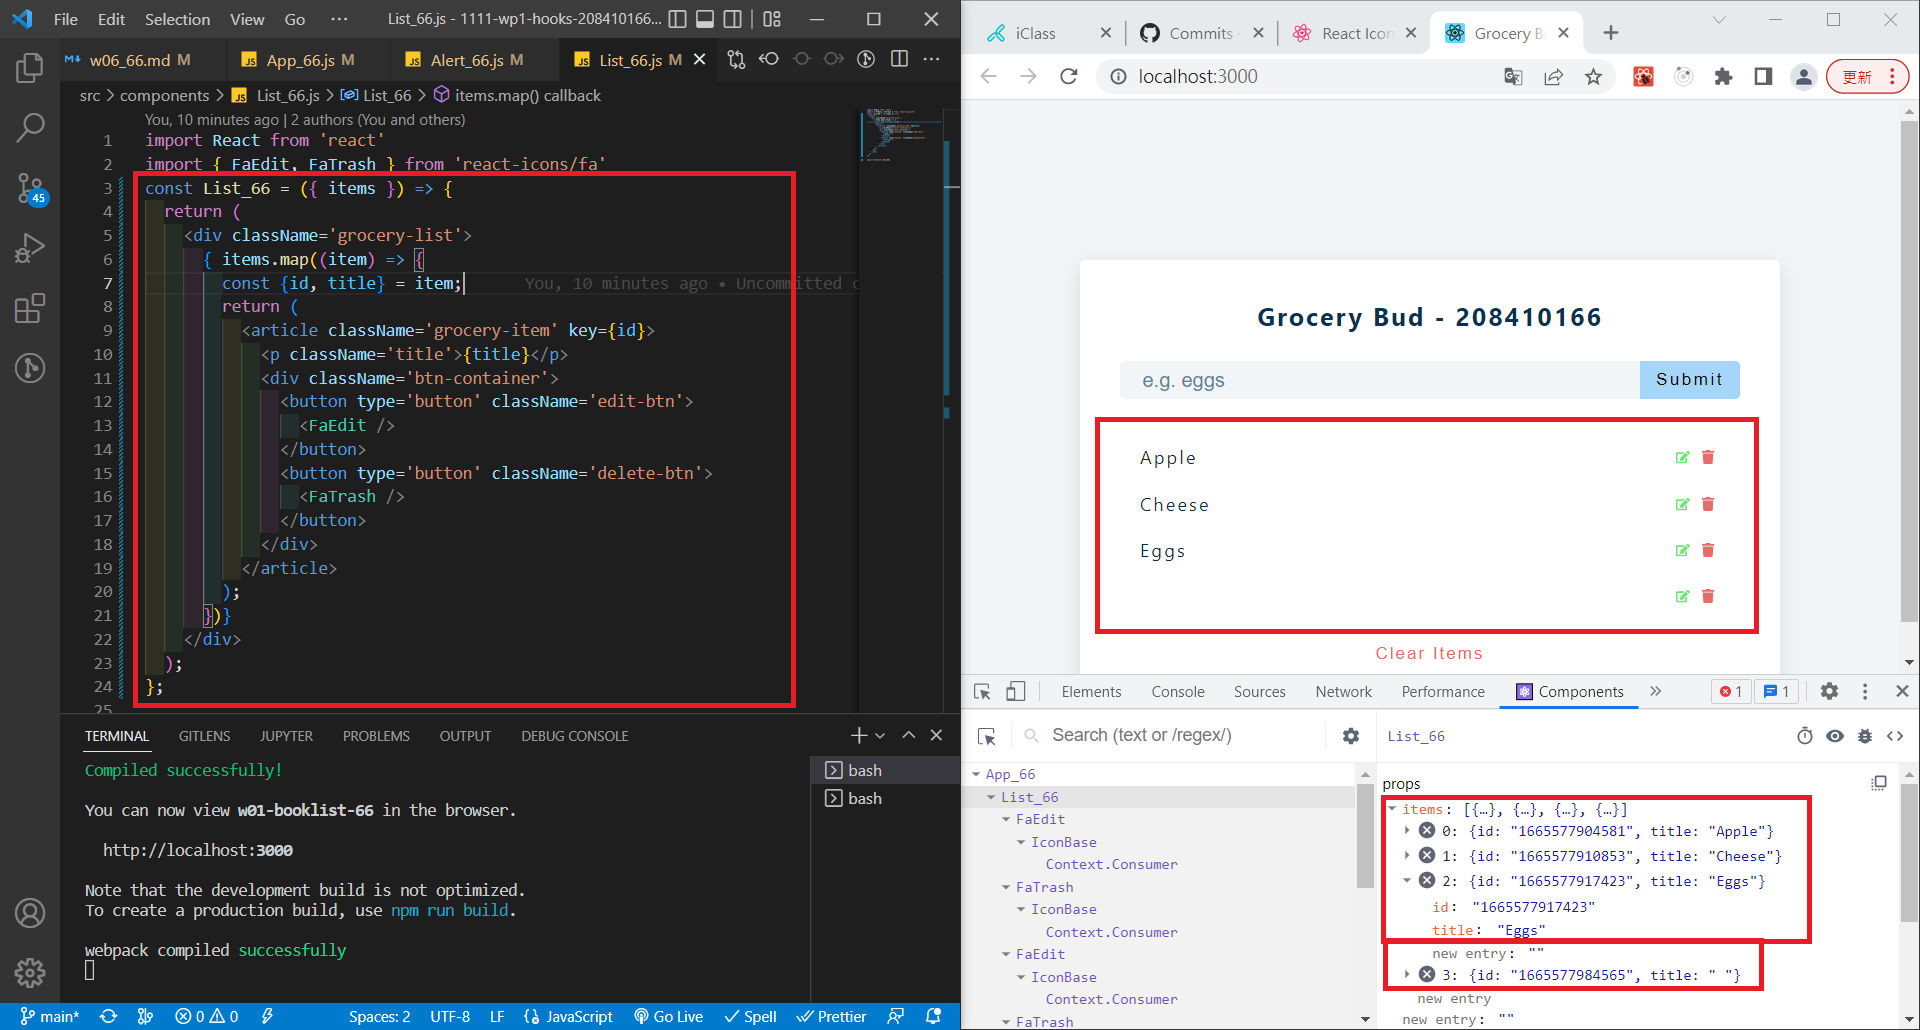 File Edit Selection View Go ··· List_66.js - 1111-wp1-hooks-208410166...
w06_66.md M App_66.js M Alert_66.js M List_66.js M
src > components > List_66.js > List_66 > items.map() callback
You, 10 minutes ago | 2 authors (You and others)
1 import React from 'react'
2 import { FaEdit, FaTrash } from 'react-icons/fa'
3 const List_66 = ({ items }) => {
4 return (
5 <div className='grocery-list'>
6 { items.map((item) => {
7 const {id, title} = item; You, 10 minutes ago • Uncommitted c
8 return (
9 <article className='grocery-item' key={id}>
10 <p className='title'>{title}</p>
11 <div className='btn-container'>
12 <button type='button' className='edit-btn'>
13 <FaEdit />
14 </button>
15 <button type='button' className='delete-btn'>
16 <FaTrash />
17 </button>
18 </div>
19 </article>
20 );
21 })}
22 </div>
23 );
24 };
25
45
TERMINAL GITLENS JUPYTER PROBLEMS OUTPUT DEBUG CONSOLE
Compiled successfully!
You can now view w01-booklist-66 in the browser.
http://localhost:3000
Note that the development build is not optimized.
To create a production build, use npm run build.
webpack compiled successfully
bash
bash
main* 0 0 Spaces: 2 UTF-8 LF JavaScript Go Live Spell Prettier
iClass Commits · React Icon Grocery B
localhost:3000 更新
Grocery Bud - 208410166
e.g. eggs Submit
Apple
Cheese
Eggs
Clear Items
Elements Console Sources Network Performance Components 1 1
Search (text or /regex/) List_66
App_66
List_66
FaEdit
IconBase
Context.Consumer
FaTrash
IconBase
Context.Consumer
FaEdit
IconBase
Context.Consumer
FaTrash
props
items: [{…}, {…}, {…}, {…}]
0: {id: "1665577904581", title: "Apple"}
1: {id: "1665577910853", title: "Cheese"}
2: {id: "1665577917423", title: "Eggs"}
id: "1665577917423"
title: "Eggs"
new entry: ""
3: {id: "1665577984565", title: " "}
new entry
new entry: ""